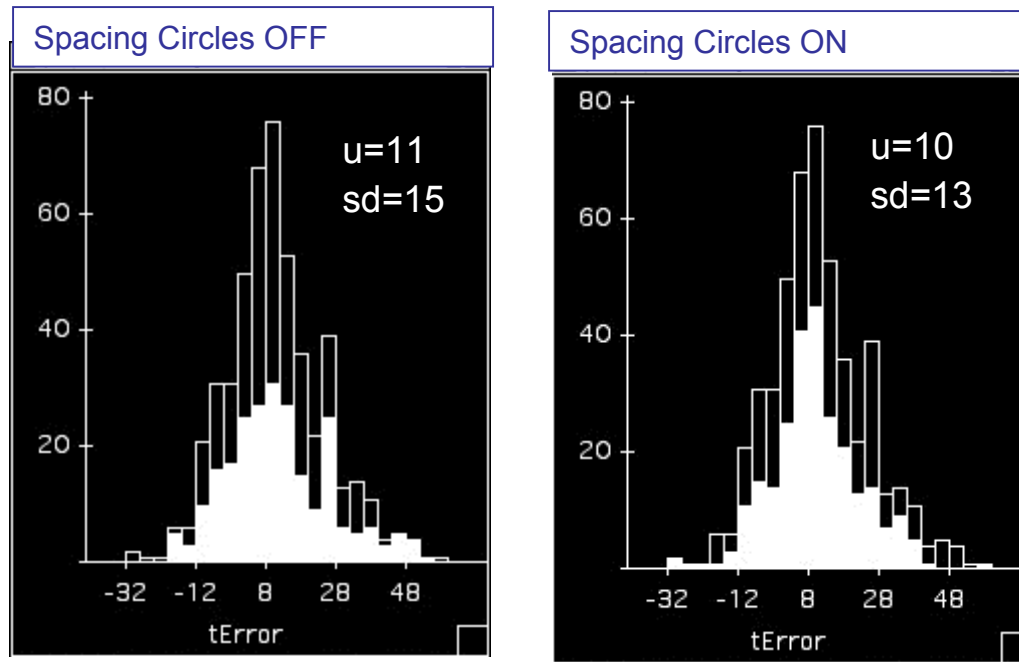 Spacing Circles OFF
80
60
40
20
u=11
sd=15
-32 -12 8 28 48
tError
Spacing Circles ON
80
60
40
20
u=10
sd=13
-32 -12 8 28 48
tError